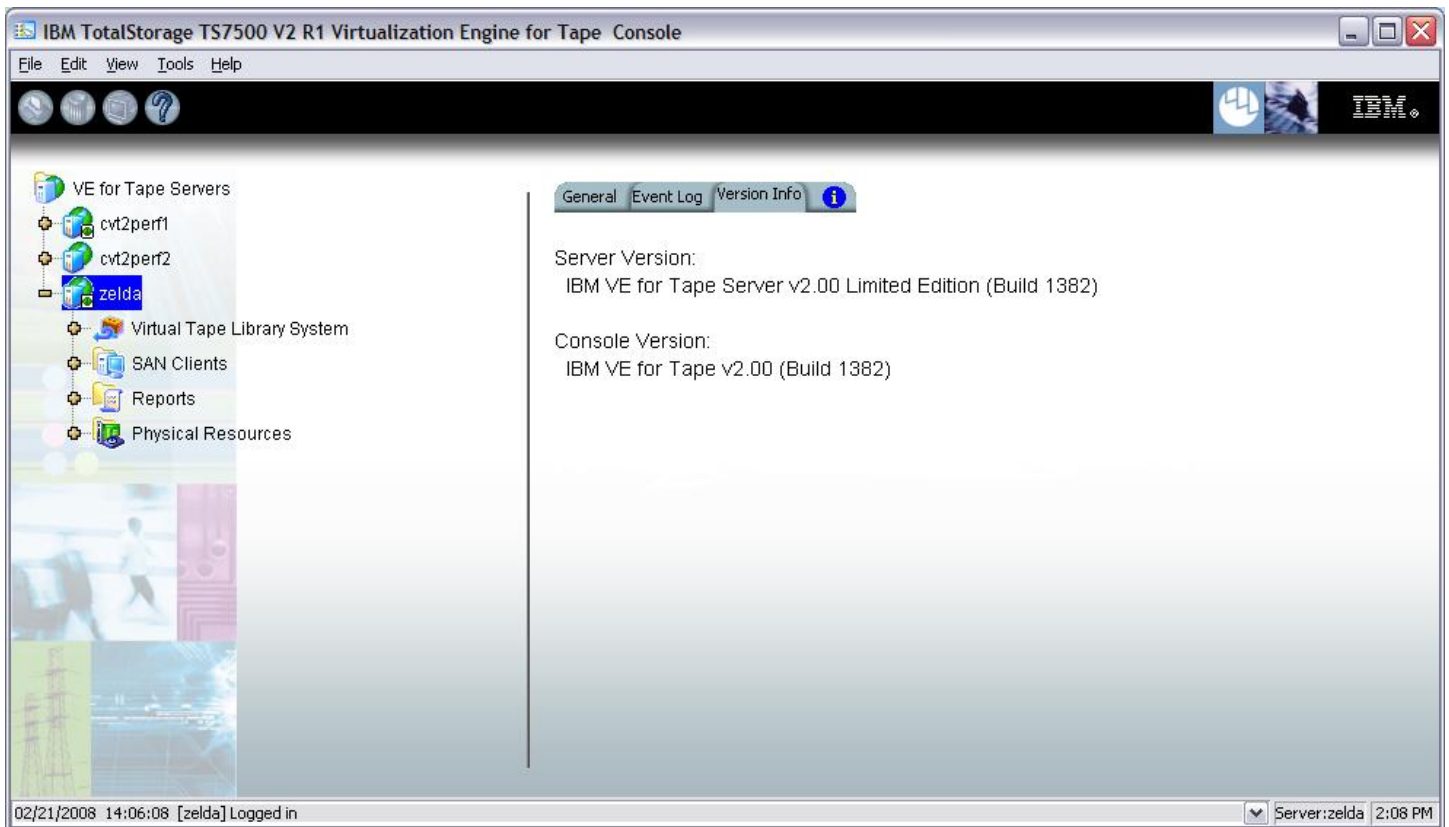 IBM TotalStorage TS7500 V2 R1 Virtualization Engine for Tape Console
File Edit View Tools Help
IBM
VE for Tape Servers
cvt2perf1
cvt2perf2
zelda
Virtual Tape Library System
SAN Clients
Reports
Physical Resources
General Event Log Version Info
Server Version:
IBM VE for Tape Server v2.00 Limited Edition (Build 1382)
Console Version:
IBM VE for Tape v2.00 (Build 1382)
02/21/2008 14:06:08 [zelda] Logged in
Server:zelda 2:08 PM